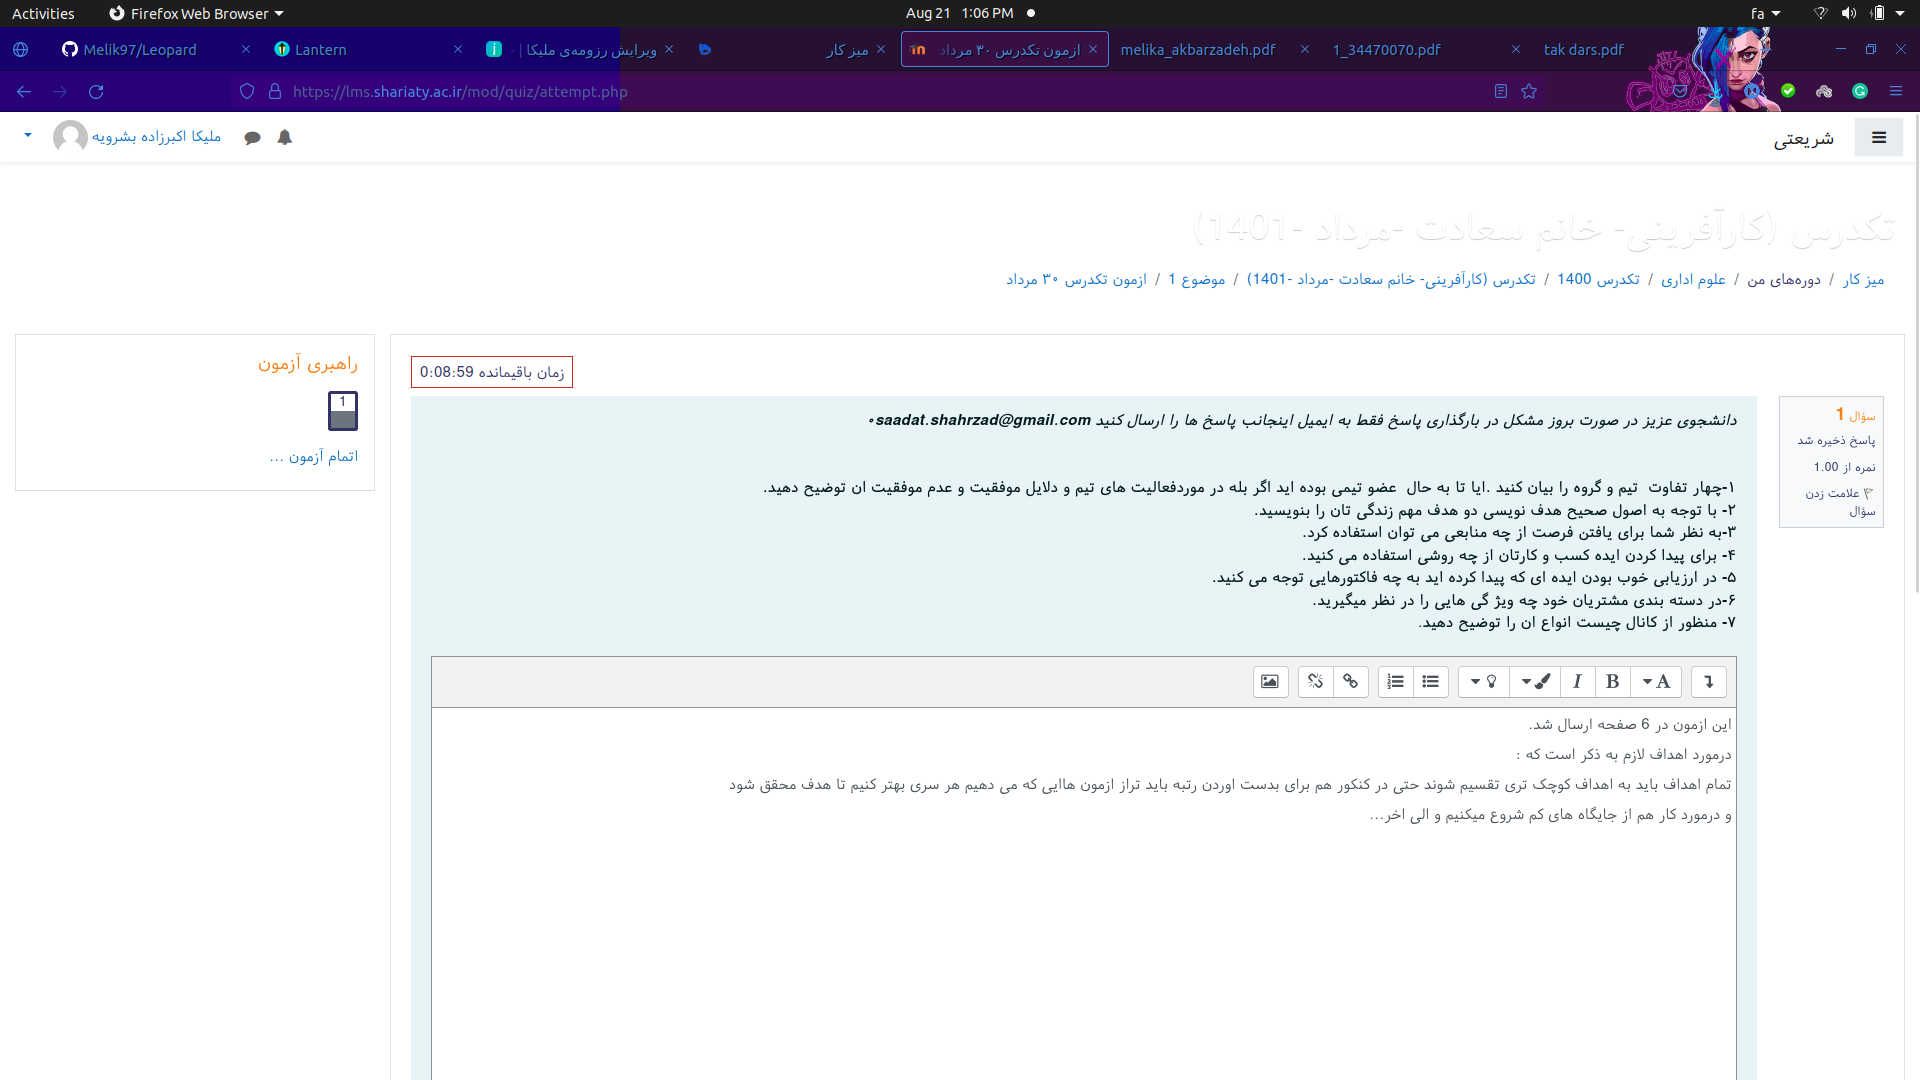 Activities Firefox Web Browser Aug 21 1:06 PM fa
Melik97/Leopard Lantern ویرایش رزومه‌ی ملیکا | میز کار ازمون تکدرس ۳۰ مرداد melika_akbarzadeh.pdf 1_34470070.pdf tak dars.pdf
https://lms.shariaty.ac.ir/mod/quiz/attempt.php
شریعتی ملیکا اکبرزاده بشرویه
تکدرس (کارآفرینی- خانم سعادت -مرداد -1401)
میز کار / دوره‌های من / علوم اداری / تکدرس 1400 / تکدرس (کارآفرینی- خانم سعادت -مرداد -1401) / موضوع 1 / ازمون تکدرس ۳۰ مرداد
راهبری آزمون
1
اتمام آزمون ...
زمان باقیمانده 0:08:59
سؤال 1
پاسخ ذخیره شد
نمره از 1.00
علامت زدن
سؤال
دانشجوی عزیز در صورت بروز مشکل در بارگذاری پاسخ فقط به ایمیل اینجانب پاسخ ها را ارسال کنید saadat.shahrzad@gmail.com۰
۱-چهار تفاوت تیم و گروه را بیان کنید .ایا تا به حال عضو تیمی بوده اید اگر بله در موردفعالیت های تیم و دلایل موفقیت و عدم موفقیت ان توضیح دهید.
۲- با توجه به اصول صحیح هدف نویسی دو هدف مهم زندگی تان را بنویسید.
۳-به نظر شما برای یافتن فرصت از چه منابعی می توان استفاده کرد.
۴- برای پیدا کردن ایده کسب و کارتان از چه روشی استفاده می کنید.
۵- در ارزیابی خوب بودن ایده ای که پیدا کرده اید به چه فاکتورهایی توجه می کنید.
۶-در دسته بندی مشتریان خود چه ویژ گی هایی را در نظر میگیرید.
۷- منظور از کانال چیست انواع ان را توضیح دهید.
این ازمون در 6 صفحه ارسال شد.
درمورد اهداف لازم به ذکر است که :
تمام اهداف باید به اهداف کوچک تری تقسیم شوند حتی در کنکور هم برای بدست اوردن رتبه باید تراز ازمون هاایی که می دهیم هر سری بهتر کنیم تا هدف محقق شود
و درمورد کار هم از جایگاه های کم شروع میکنیم و الی اخر...